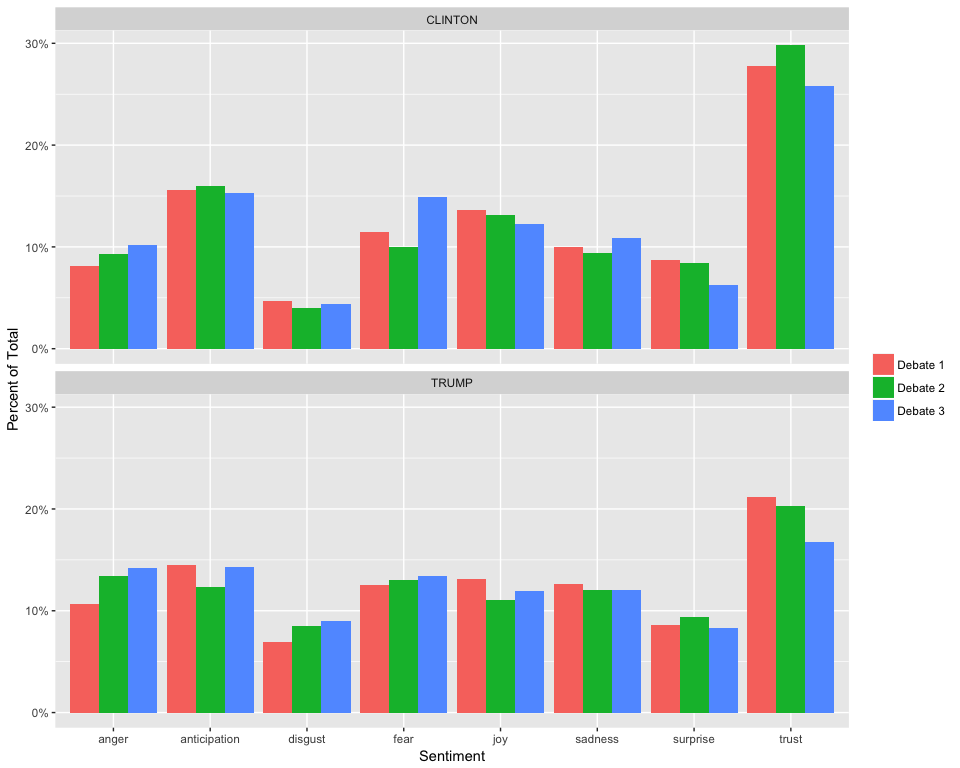 CLINTON
30%
20%
10%
0%
TRUMP
30%
20%
10%
0%
Percent of Total
anger anticipation disgust fear joy sadness surprise trust
Sentiment
Debate 1
Debate 2
Debate 3